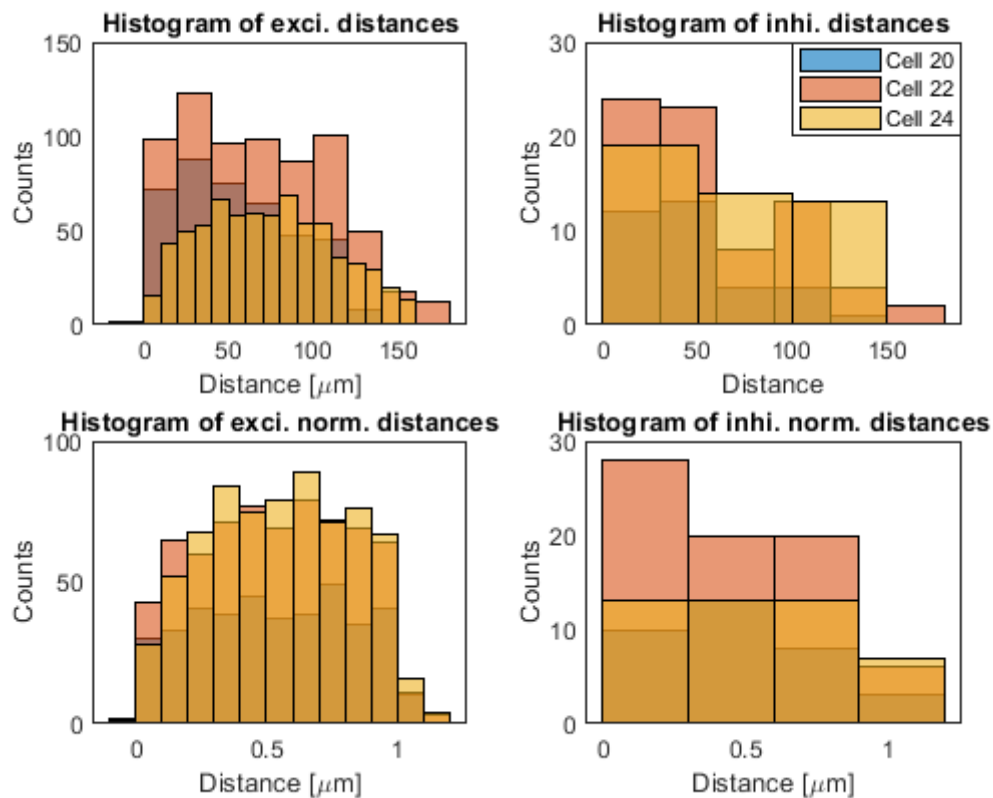 Histogram of exci. distances
150
100
50
0
Counts
0 50 100 150
Distance [μm]
Histogram of inhi. distances
30
20
10
0
Counts
Cell 20
Cell 22
Cell 24
0 50 100 150
Distance
Histogram of exci. norm. distances
100
50
0
Counts
0 0.5 1
Distance [μm]
Histogram of inhi. norm. distances
30
20
10
0
Counts
0 0.5 1
Distance [μm]